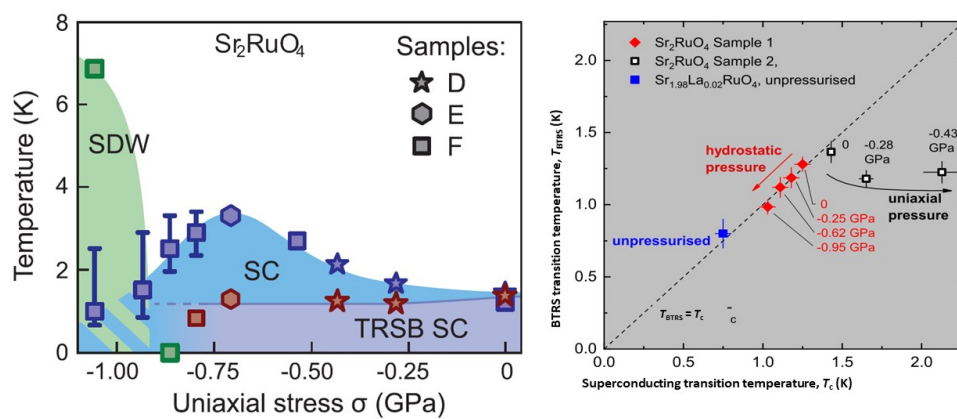 Sr₂RuO₄
Samples:
D
E
F
SDW
SC
TRSB SC
Temperature (K)
8
6
4
2
0
-1.00
-0.75
-0.50
-0.25
0
Uniaxial stress σ (GPa)
Sr₂RuO₄ Sample 1
Sr₂RuO₄ Sample 2,
Sr₁.₉₈La₀.₀₂RuO₄, unpressurised
0
-0.28
GPa
-0.43
GPa
hydrostatic
pressure
uniaxial
pressure
0
-0.25 GPa
-0.62 GPa
-0.95 GPa
unpressurised
T_BTRS = T_c
c
BTRS transition temperature, T_BTRS (K)
2.0
1.5
1.0
0.5
0.0
0.0
0.5
1.0
1.5
2.0
Superconducting transition temperature, T_c (K)